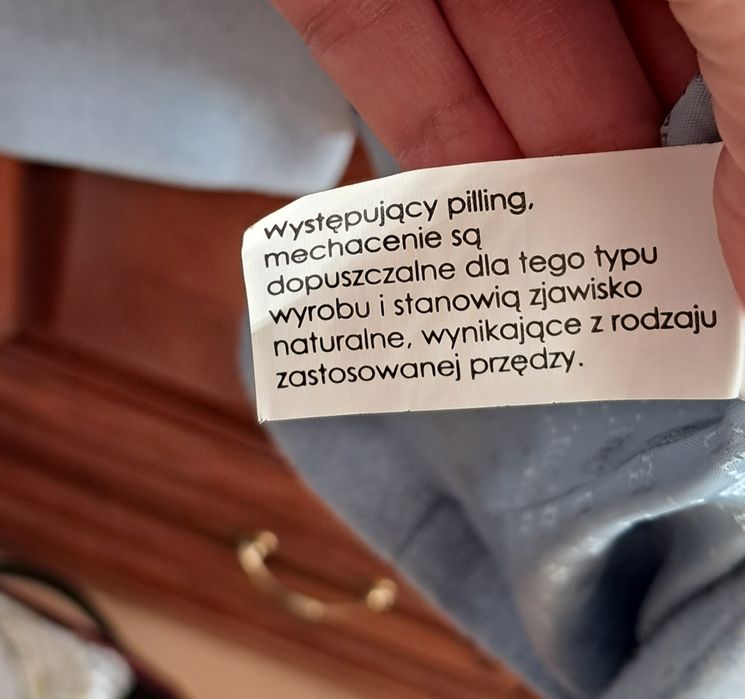 Występujący pilling,
mechacenie są
dopuszczalne dla tego typu
wyrobu i stanowią zjawisko
naturalne, wynikające z rodzaju
zastosowanej przędzy.